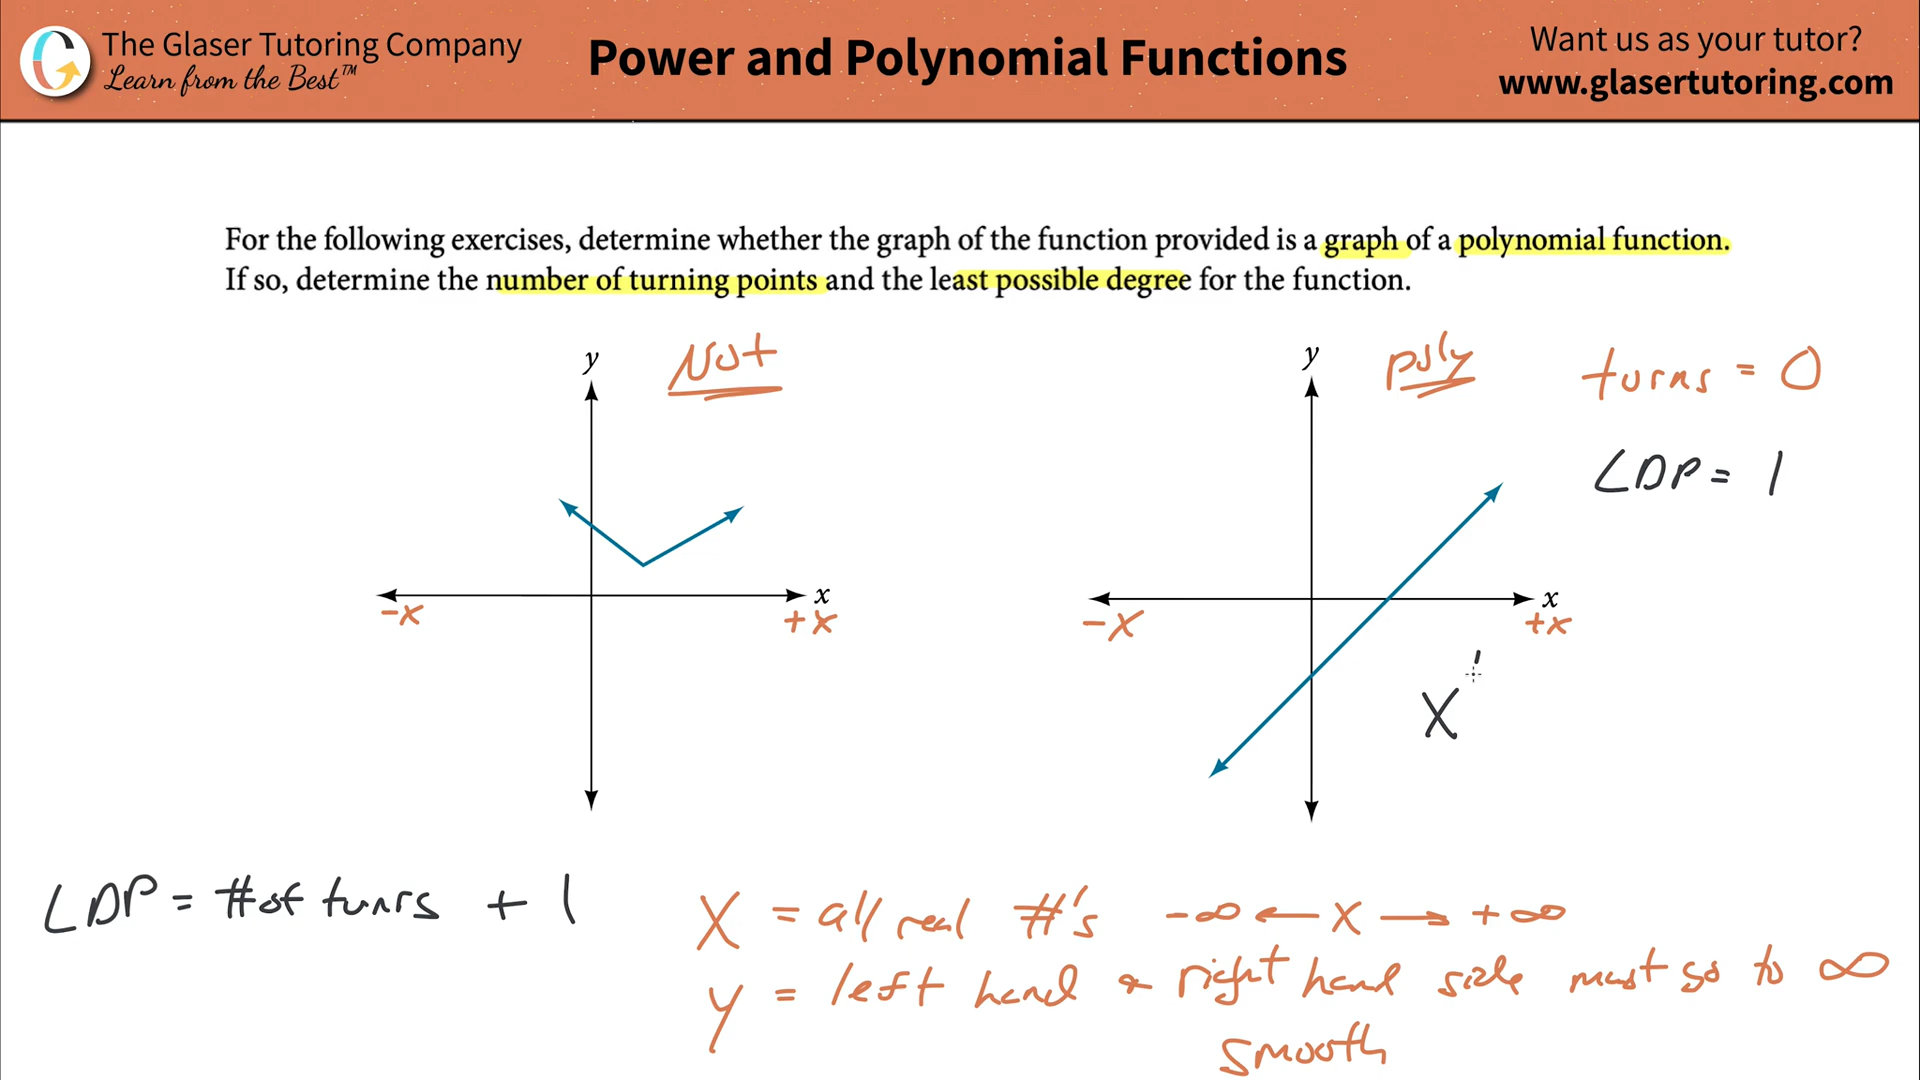 The Glaser Tutoring Company
Learn from the Best™
Power and Polynomial Functions
Want us as your tutor?
www.glasertutoring.com
For the following exercises, determine whether the graph of the function provided is a graph of a polynomial function.
If so, determine the number of turning points and the least possible degree for the function.
y
Not
x
-x
+x
y
poly
turns = 0
LDP = 1
x
-x
+x
X¹
LDP = # of turns + 1
X = all real #'s -∞ ← X → +∞
y = left hand & right hand side must go to ∞
smooth